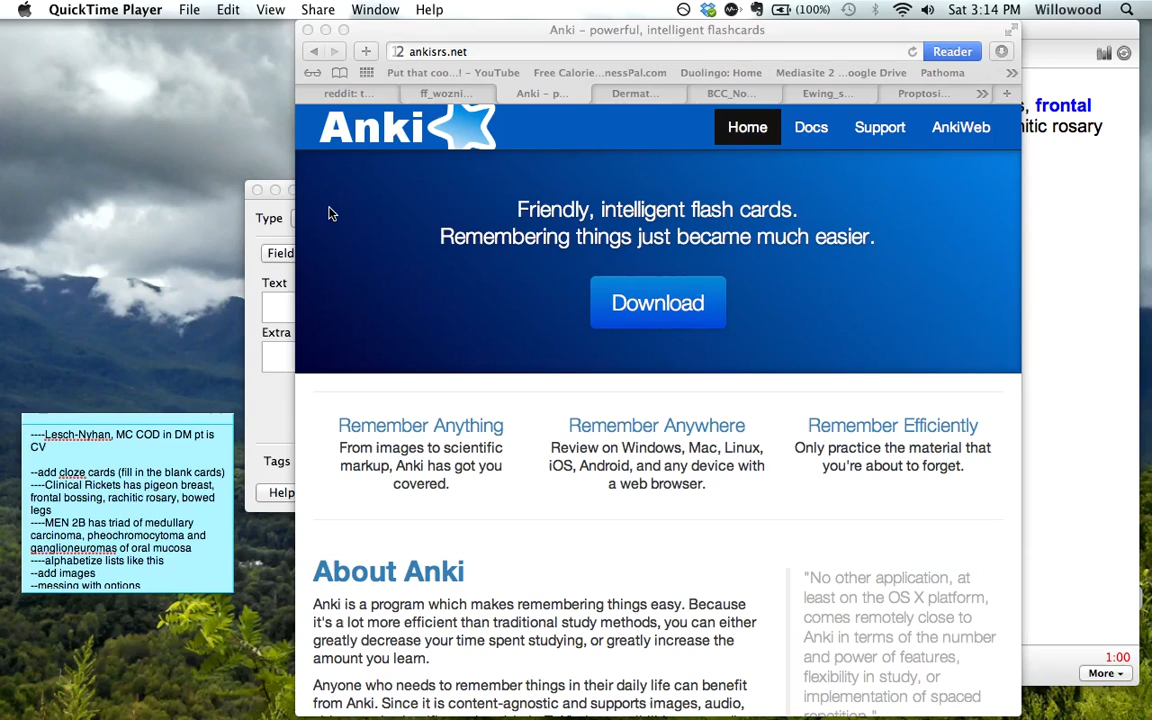 QuickTime Player File Edit View Share Window Help (100%) Sat 3:14 PM Willowood
Anki – powerful, intelligent flashcards
ankisrs.net Reader
Put that coo...! – YouTube Free Calorie...nessPal.com Duolingo: Home Mediasite 2 ...oogle Drive Pathoma
reddit: t... ff_wozni... Anki – p... Dermat... BCC_No... Ewing_s... Proptosi...
Anki Home Docs Support AnkiWeb
s, frontal
itic rosary
Friendly, intelligent flash cards.
Remembering things just became much easier.
Download
Type
Field
Text
Extra
Tags
Help
Remember Anything
From images to scientific
markup, Anki has got you
covered.
Remember Anywhere
Review on Windows, Mac, Linux,
iOS, Android, and any device with
a web browser.
Remember Efficiently
Only practice the material that
you're about to forget.
----Lesch-Nyhan, MC COD in DM pt is
CV
--add cloze cards (fill in the blank cards)
----Clinical Rickets has pigeon breast,
frontal bossing, rachitic rosary, bowed
legs
----MEN 2B has triad of medullary
carcinoma, pheochromocytoma and
ganglioneuromas of oral mucosa
----alphabetize lists like this
--add images
--messing with options
About Anki
Anki is a program which makes remembering things easy. Because
it's a lot more efficient than traditional study methods, you can either
greatly decrease your time spent studying, or greatly increase the
amount you learn.
Anyone who needs to remember things in their daily life can benefit
from Anki. Since it is content-agnostic and supports images, audio,
"No other application, at
least on the OS X platform,
comes remotely close to
Anki in terms of the number
and power of features,
flexibility in study, or
implementation of spaced
repetition."
1:00
More